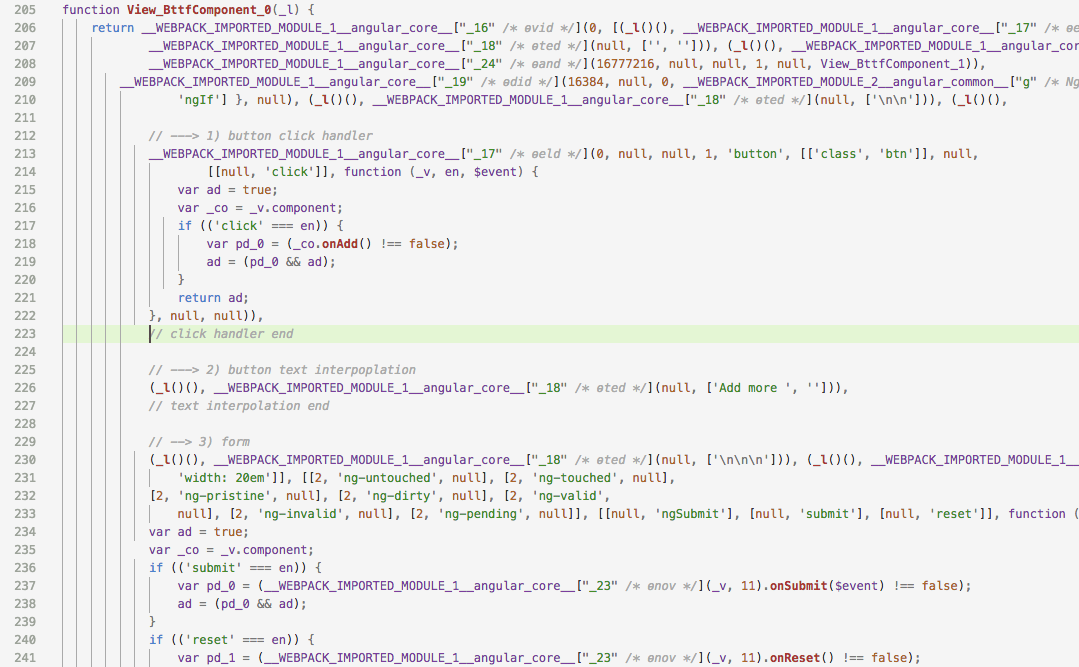 205 function View_BttfComponent_0(_l) {
206 return __WEBPACK_IMPORTED_MODULE_1__angular_core__["_16" /* ɵvid */](0, [(_l()(), __WEBPACK_IMPORTED_MODULE_1__angular_core__["_17" /* ɵe
207 __WEBPACK_IMPORTED_MODULE_1__angular_core__["_18" /* ɵted */](null, ['', ''])), (_l()(), __WEBPACK_IMPORTED_MODULE_1__angular_cor
208 __WEBPACK_IMPORTED_MODULE_1__angular_core__["_24" /* ɵand */](16777216, null, null, 1, null, View_BttfComponent_1)),
209 __WEBPACK_IMPORTED_MODULE_1__angular_core__["_19" /* ɵdid */](16384, null, 0, __WEBPACK_IMPORTED_MODULE_2__angular_common__["g" /* Ng
210 'ngIf'] }, null), (_l()(), __WEBPACK_IMPORTED_MODULE_1__angular_core__["_18" /* ɵted */](null, ['\n\n'])), (_l()(),
211
212 // ---> 1) button click handler
213 __WEBPACK_IMPORTED_MODULE_1__angular_core__["_17" /* ɵeld */](0, null, null, 1, 'button', [['class', 'btn']], null,
214 [[null, 'click']], function (_v, en, $event) {
215 var ad = true;
216 var _co = _v.component;
217 if (('click' === en)) {
218 var pd_0 = (_co.onAdd() !== false);
219 ad = (pd_0 && ad);
220 }
221 return ad;
222 }, null, null)),
223 // click handler end
224
225 // ---> 2) button text interpoplation
226 (_l()(), __WEBPACK_IMPORTED_MODULE_1__angular_core__["_18" /* ɵted */](null, ['Add more ', ''])),
227 // text interpolation end
228
229 // --> 3) form
230 (_l()(), __WEBPACK_IMPORTED_MODULE_1__angular_core__["_18" /* ɵted */](null, ['\n\n\n'])), (_l()(), __WEBPACK_IMPORTED_MODULE_1__
231 'width: 20em']], [[2, 'ng-untouched', null], [2, 'ng-touched', null],
232 [2, 'ng-pristine', null], [2, 'ng-dirty', null], [2, 'ng-valid',
233 null], [2, 'ng-invalid', null], [2, 'ng-pending', null]], [[null, 'ngSubmit'], [null, 'submit'], [null, 'reset']], function (
234 var ad = true;
235 var _co = _v.component;
236 if (('submit' === en)) {
237 var pd_0 = (__WEBPACK_IMPORTED_MODULE_1__angular_core__["_23" /* ɵnov */](_v, 11).onSubmit($event) !== false);
238 ad = (pd_0 && ad);
239 }
240 if (('reset' === en)) {
241 var pd_1 = (__WEBPACK_IMPORTED_MODULE_1__angular_core__["_23" /* ɵnov */](_v, 11).onReset() !== false);